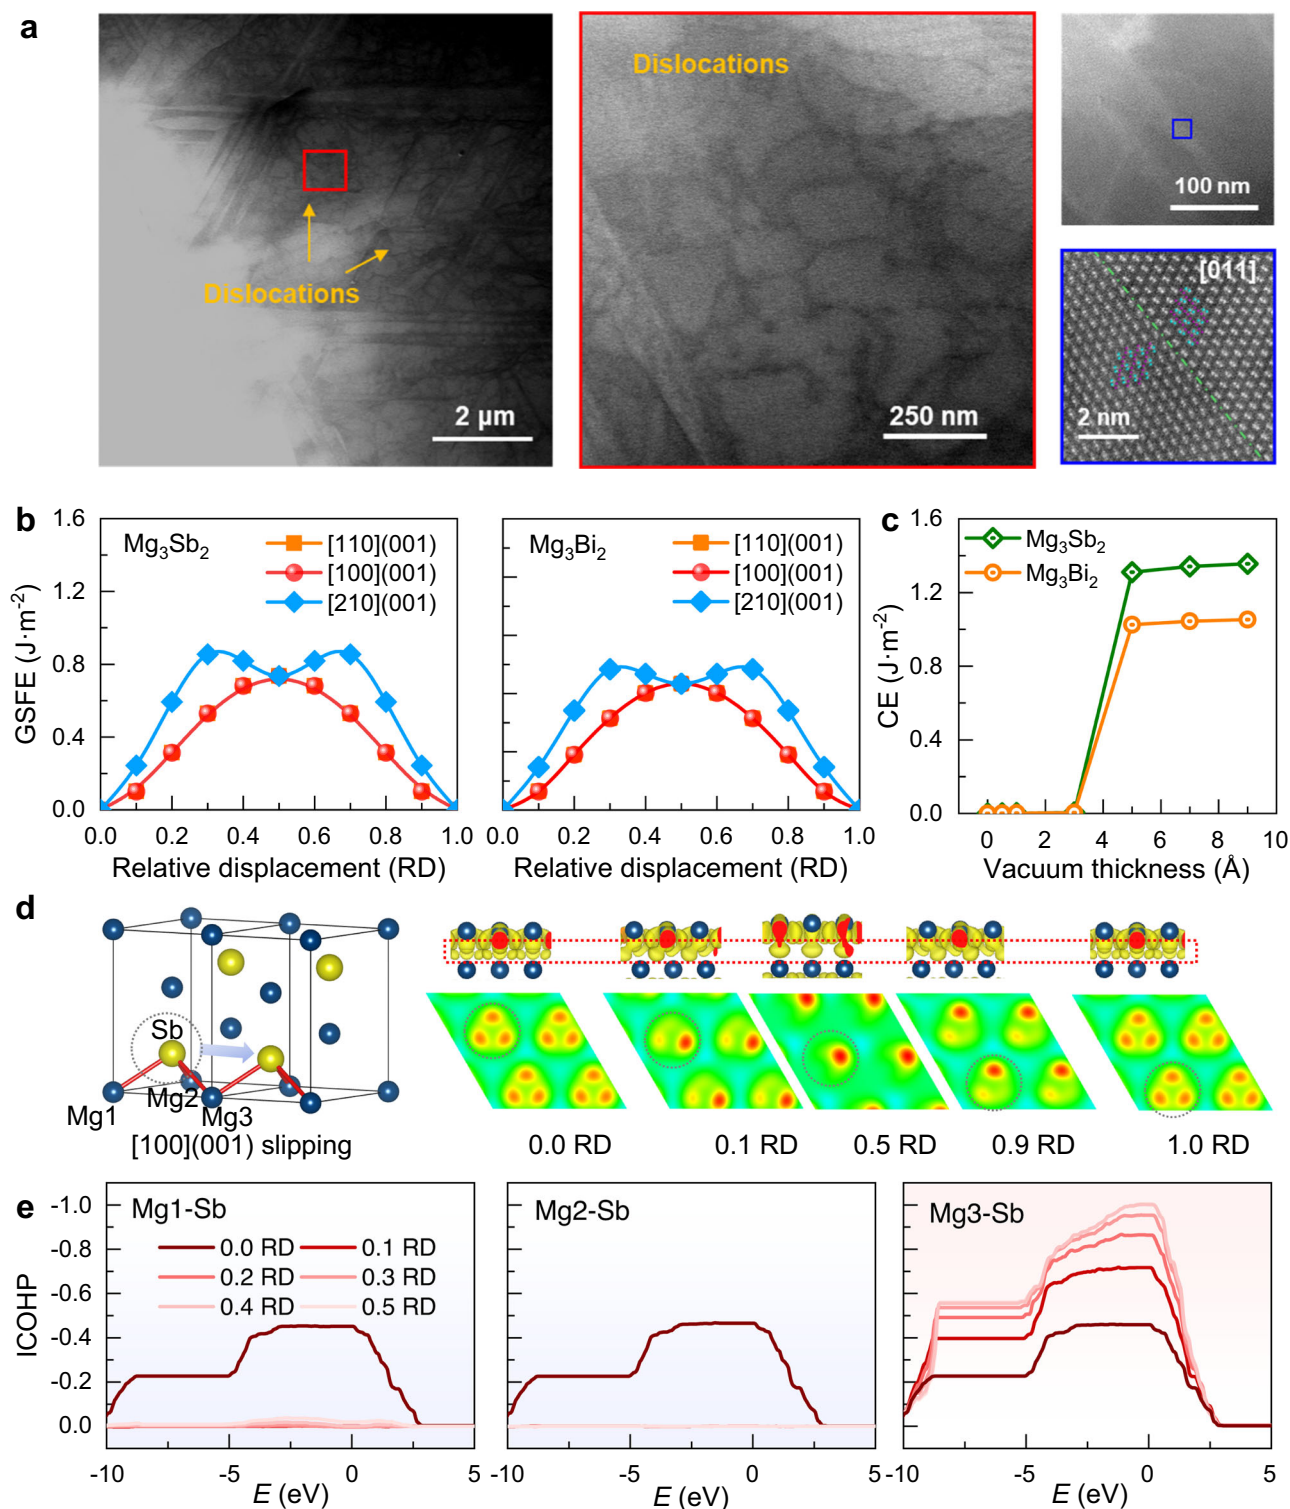 a
Dislocations
2 μm
Dislocations
250 nm
100 nm
[011]
2 nm
b
Mg3Sb2
[110](001)
[100](001)
[210](001)
GSFE (J·m-2)
1.6
1.2
0.8
0.4
0.0
0.0 0.2 0.4 0.6 0.8 1.0
Relative displacement (RD)
Mg3Bi2
[110](001)
[100](001)
[210](001)
0.0 0.2 0.4 0.6 0.8 1.0
Relative displacement (RD)
c
Mg3Sb2
Mg3Bi2
CE (J·m-2)
1.6
1.2
0.8
0.4
0.0
0 2 4 6 8 10
Vacuum thickness (Å)
d
Sb
Mg1
Mg2
Mg3
[100](001) slipping
0.0 RD 0.1 RD 0.5 RD 0.9 RD 1.0 RD
e
ICOHP
-1.0
-0.8
-0.6
-0.4
-0.2
0.0
Mg1-Sb
0.0 RD 0.1 RD
0.2 RD 0.3 RD
0.4 RD 0.5 RD
-10 -5 0 5
E (eV)
Mg2-Sb
-10 -5 0 5
E (eV)
Mg3-Sb
-10 -5 0 5
E (eV)